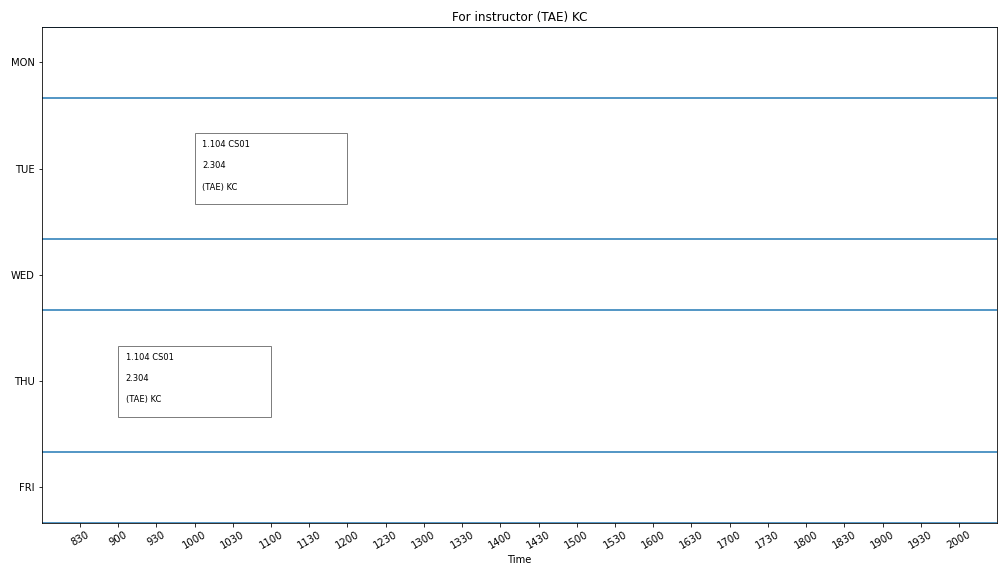 For instructor (TAE) KC
MON
TUE
1.104 CS01
2.304
(TAE) KC
WED
THU
1.104 CS01
2.304
(TAE) KC
FRI
830 900 930 1000 1030 1100 1130 1200 1230 1300 1330 1400 1430 1500 1530 1600 1630 1700 1730 1800 1830 1900 1930 2000
Time